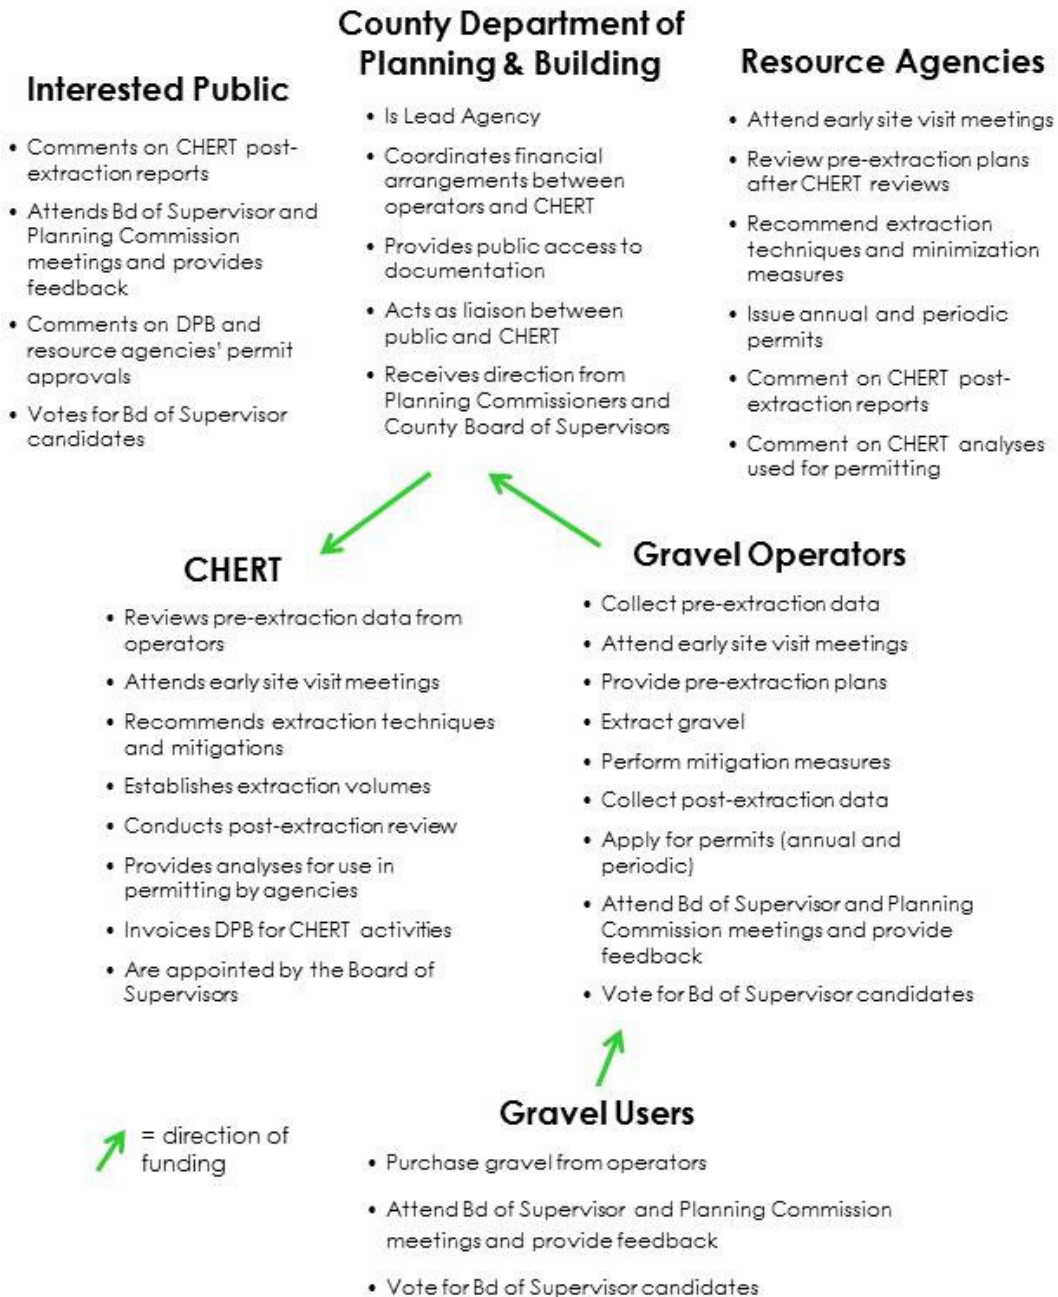 Interested Public
• Comments on CHERT post-
extraction reports
• Attends Bd of Supervisor and
Planning Commission
meetings and provides
feedback
• Comments on DPB and
resource agencies' permit
approvals
• Votes for Bd of Supervisor
candidates
County Department of
Planning & Building
• Is Lead Agency
• Coordinates financial
arrangements between
operators and CHERT
• Provides public access to
documentation
• Acts as liaison between
public and CHERT
• Receives direction from
Planning Commissioners and
County Board of Supervisors
Resource Agencies
• Attend early site visit meetings
• Review pre-extraction plans
after CHERT reviews
• Recommend extraction
techniques and minimization
measures
• Issue annual and periodic
permits
• Comment on CHERT post-
extraction reports
• Comment on CHERT analyses
used for permitting
CHERT
• Reviews pre-extraction data from
operators
• Attends early site visit meetings
• Recommends extraction techniques
and mitigations
• Establishes extraction volumes
• Conducts post-extraction review
• Provides analyses for use in
permitting by agencies
• Invoices DPB for CHERT activities
• Are appointed by the Board of
Supervisors
Gravel Operators
• Collect pre-extraction data
• Attend early site visit meetings
• Provide pre-extraction plans
• Extract gravel
• Perform mitigation measures
• Collect post-extraction data
• Apply for permits (annual and
periodic)
• Attend Bd of Supervisor and Planning
Commission meetings and provide
feedback
• Vote for Bd of Supervisor candidates
Gravel Users
• Purchase gravel from operators
• Attend Bd of Supervisor and Planning Commission
meetings and provide feedback
• Vote for Bd of Supervisor candidates
= direction of
funding